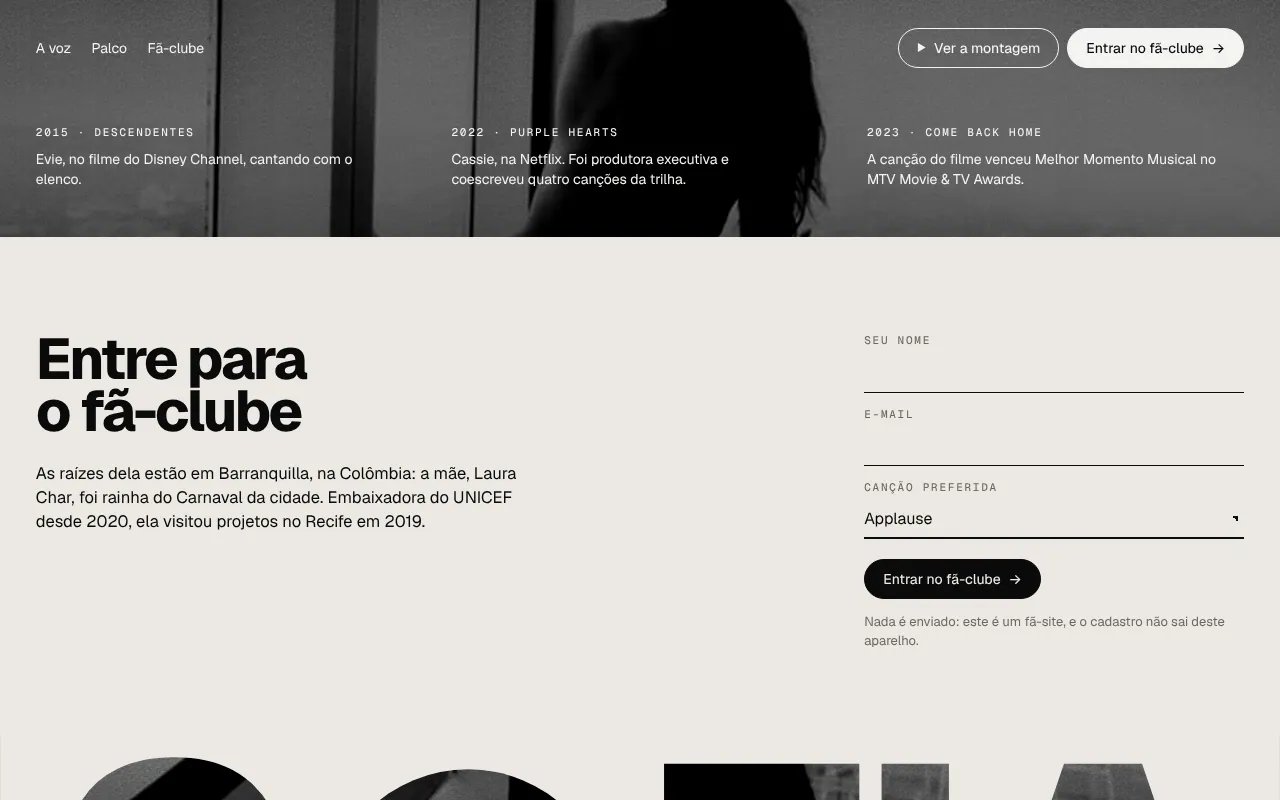 A voz
Palco
Fã-clube
Ver a montagem
Entrar no fã-clube →
2015 · DESCENDENTES
Evie, no filme do Disney Channel, cantando com o
elenco.
2022 · PURPLE HEARTS
Cassie, na Netflix. Foi produtora executiva e
coescreveu quatro canções da trilha.
2023 · COME BACK HOME
A canção do filme venceu Melhor Momento Musical no
MTV Movie & TV Awards.
Entre para
o fã-clube
As raízes dela estão em Barranquilla, na Colômbia: a mãe, Laura
Char, foi rainha do Carnaval da cidade. Embaixadora do UNICEF
desde 2020, ela visitou projetos no Recife em 2019.
SEU NOME
E-MAIL
CANÇÃO PREFERIDA
Applause
Entrar no fã-clube →
Nada é enviado: este é um fã-site, e o cadastro não sai deste
aparelho.